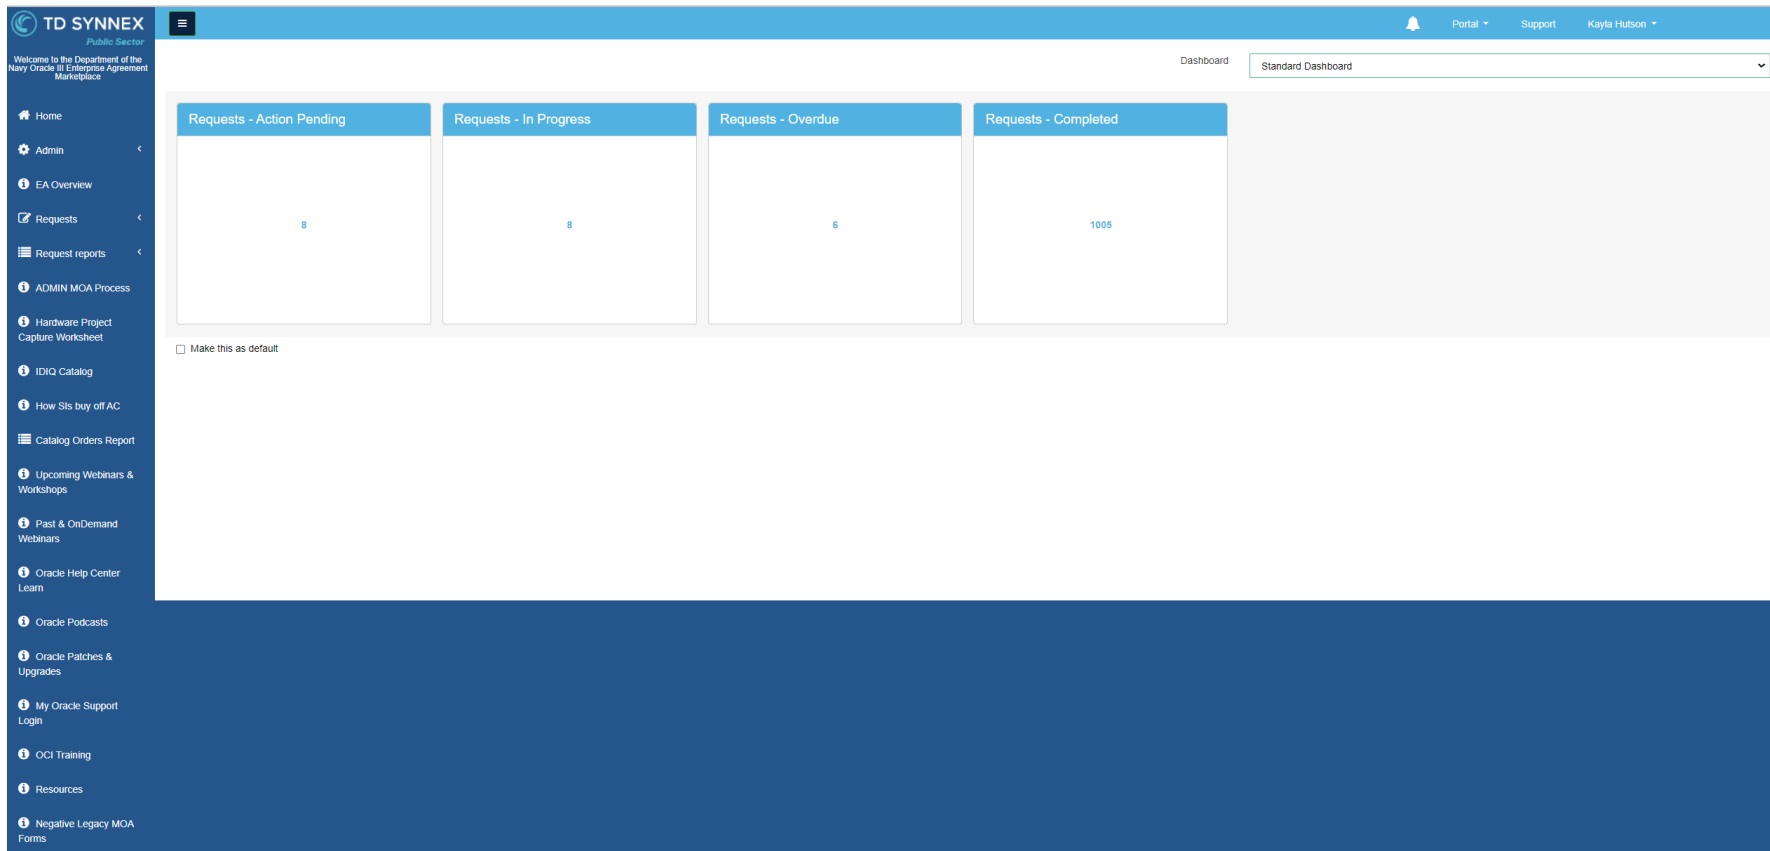 TD SYNNEX
Public Sector
Welcome to the Department of the
Navy Oracle III Enterprise Agreement
Marketplace
Portal
Support
Kayla Hutson
Dashboard
Standard Dashboard
Home
Admin
EA Overview
Requests
Request reports
ADMIN MOA Process
Hardware Project
Capture Worksheet
IDIQ Catalog
How SIs buy off AC
Catalog Orders Report
Upcoming Webinars &
Workshops
Past & OnDemand
Webinars
Oracle Help Center
Learn
Oracle Podcasts
Oracle Patches &
Upgrades
My Oracle Support
Login
OCI Training
Resources
Negative Legacy MOA
Forms
Requests - Action Pending
8
Requests - In Progress
8
Requests - Overdue
6
Requests - Completed
1005
Make this as default